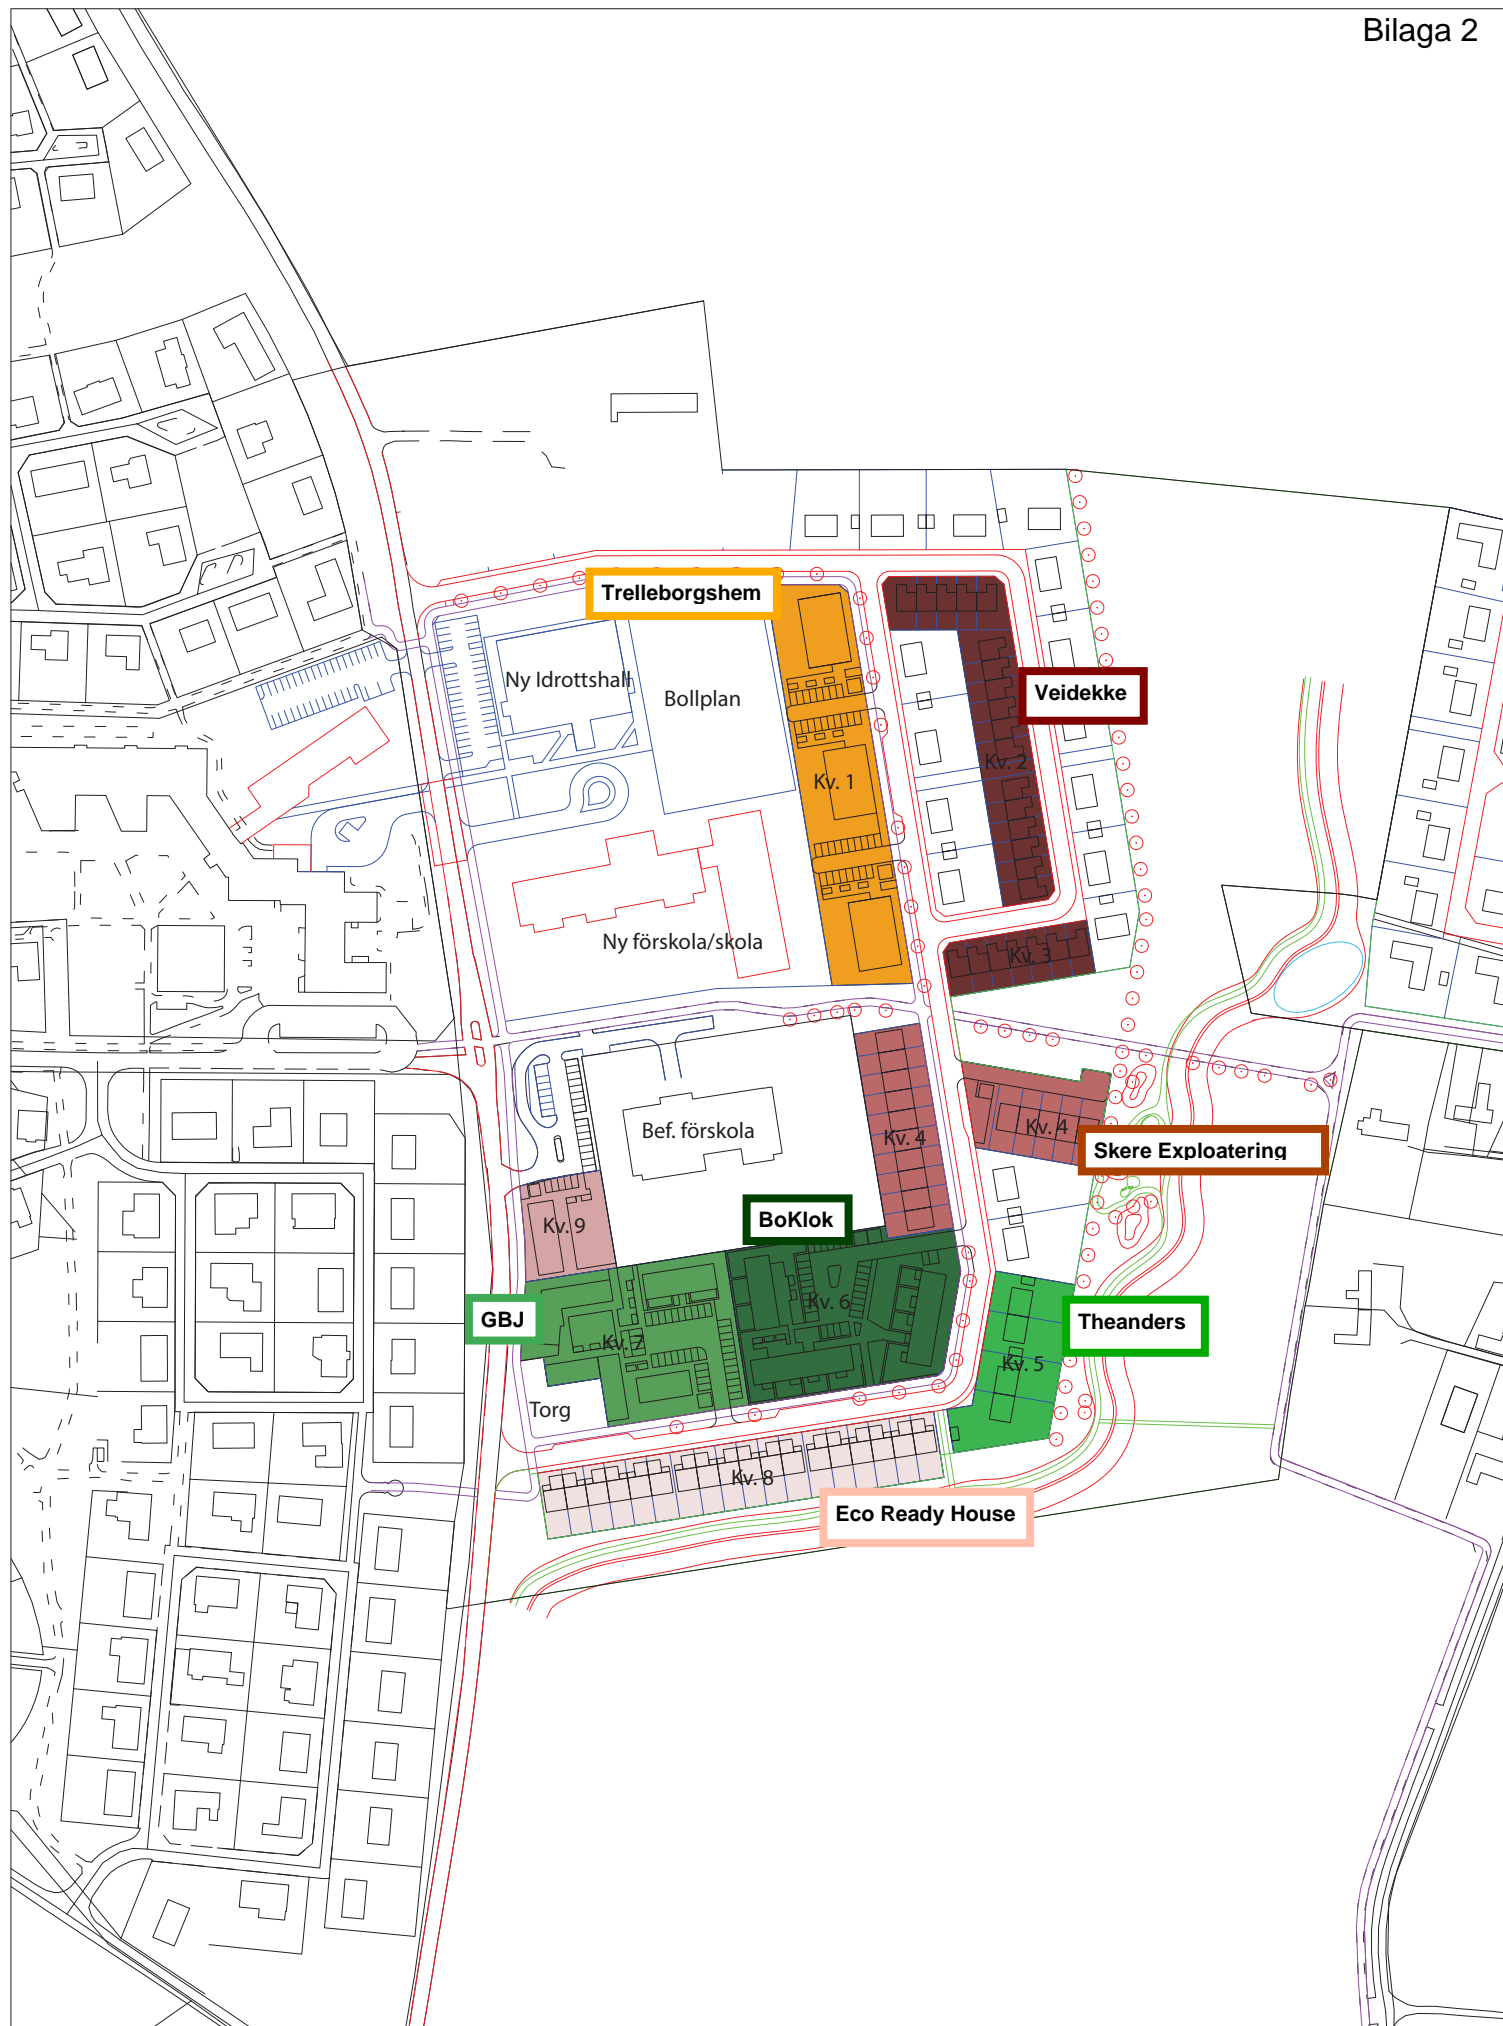 Bilaga 2
Trelleborgshem
Ny Idrottshall
Bollplan
Veidekke
Kv. 2
Kv. 1
Ny förskola/skola
Kv. 3
Bef. förskola
Kv. 4
Kv. 4
Skere Exploatering
Kv. 9
BoKlok
GBJ
Kv. 7
Kv. 6
Theanders
Kv. 5
Torg
Kv. 8
Eco Ready House